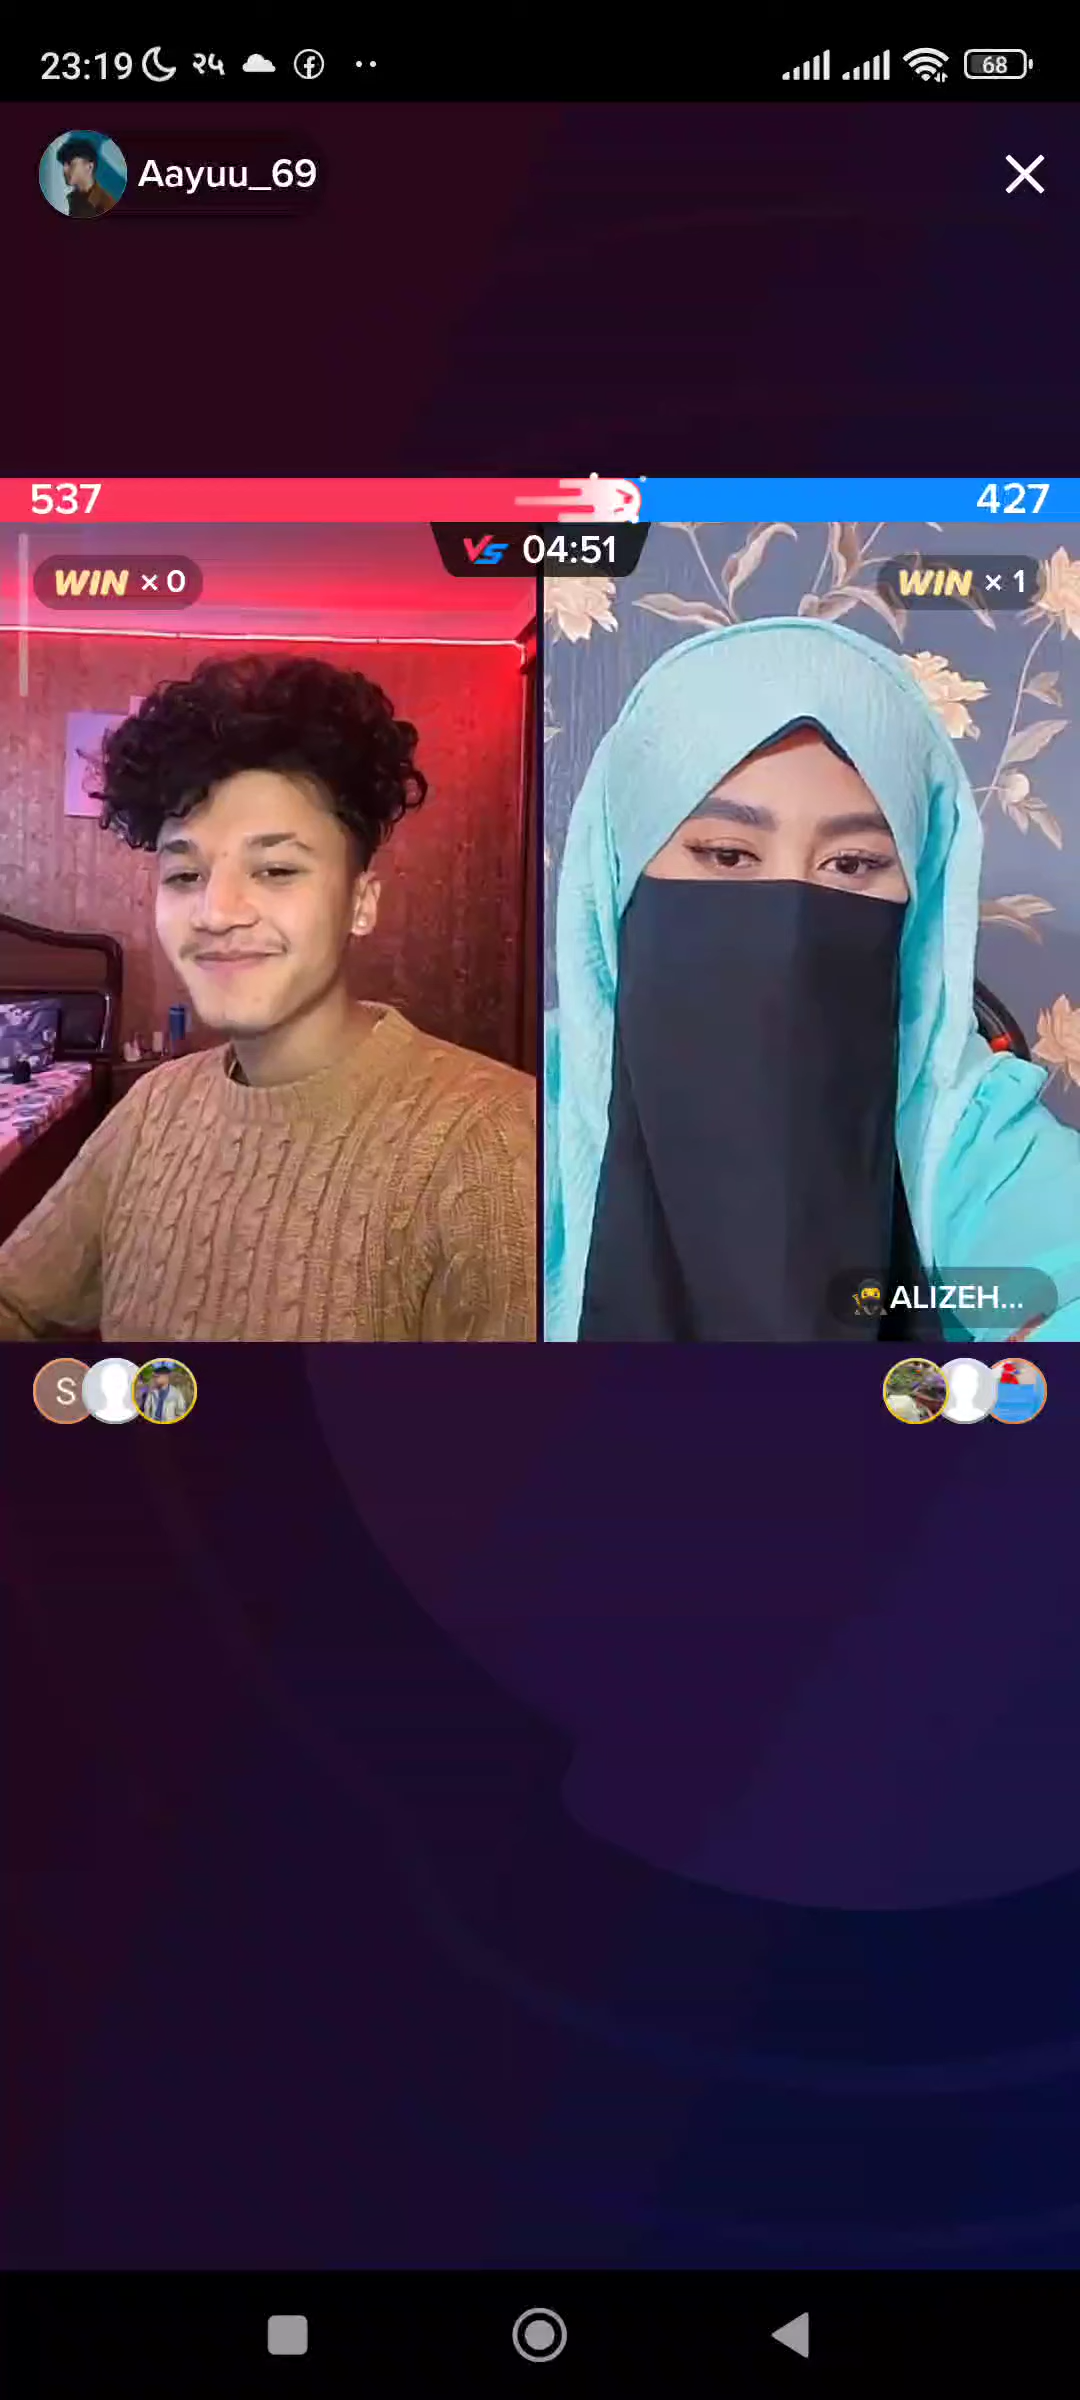 23:19 २५ 68
Aayuu_69
537 427
VS 04:51
WIN × 0 WIN × 1
ALIZEH...
S